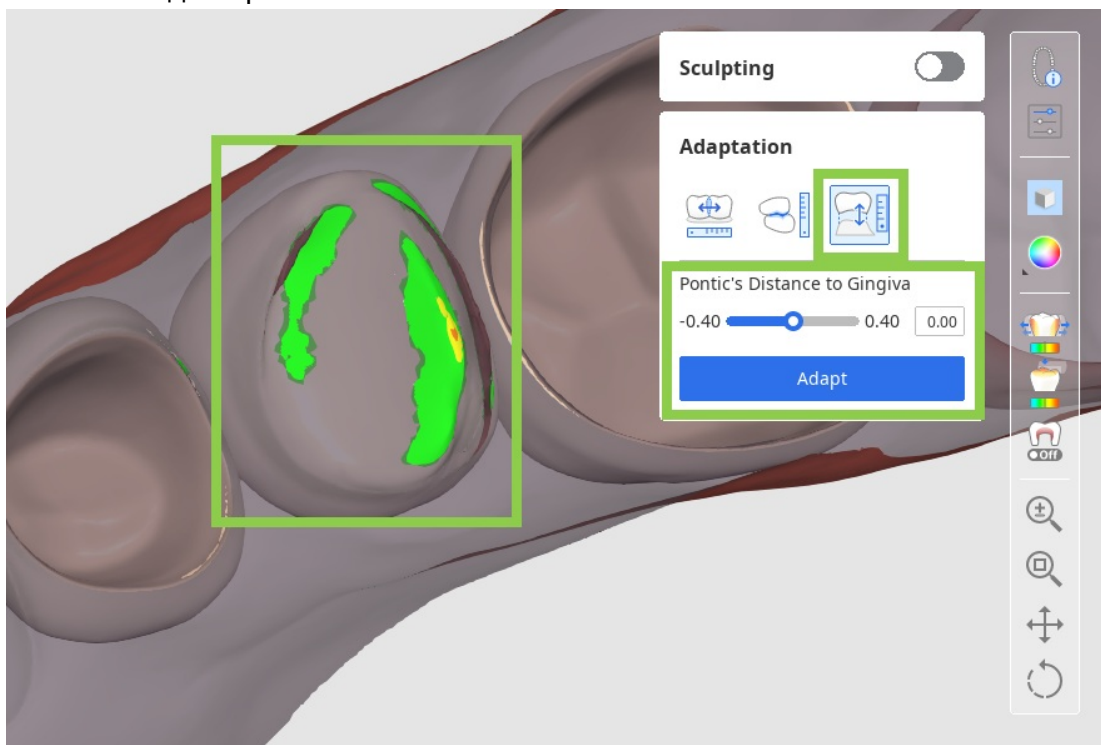 Sculpting
Adaptation
Pontic's Distance to Gingiva
-0.40 0.40 0.00
Adapt
Off